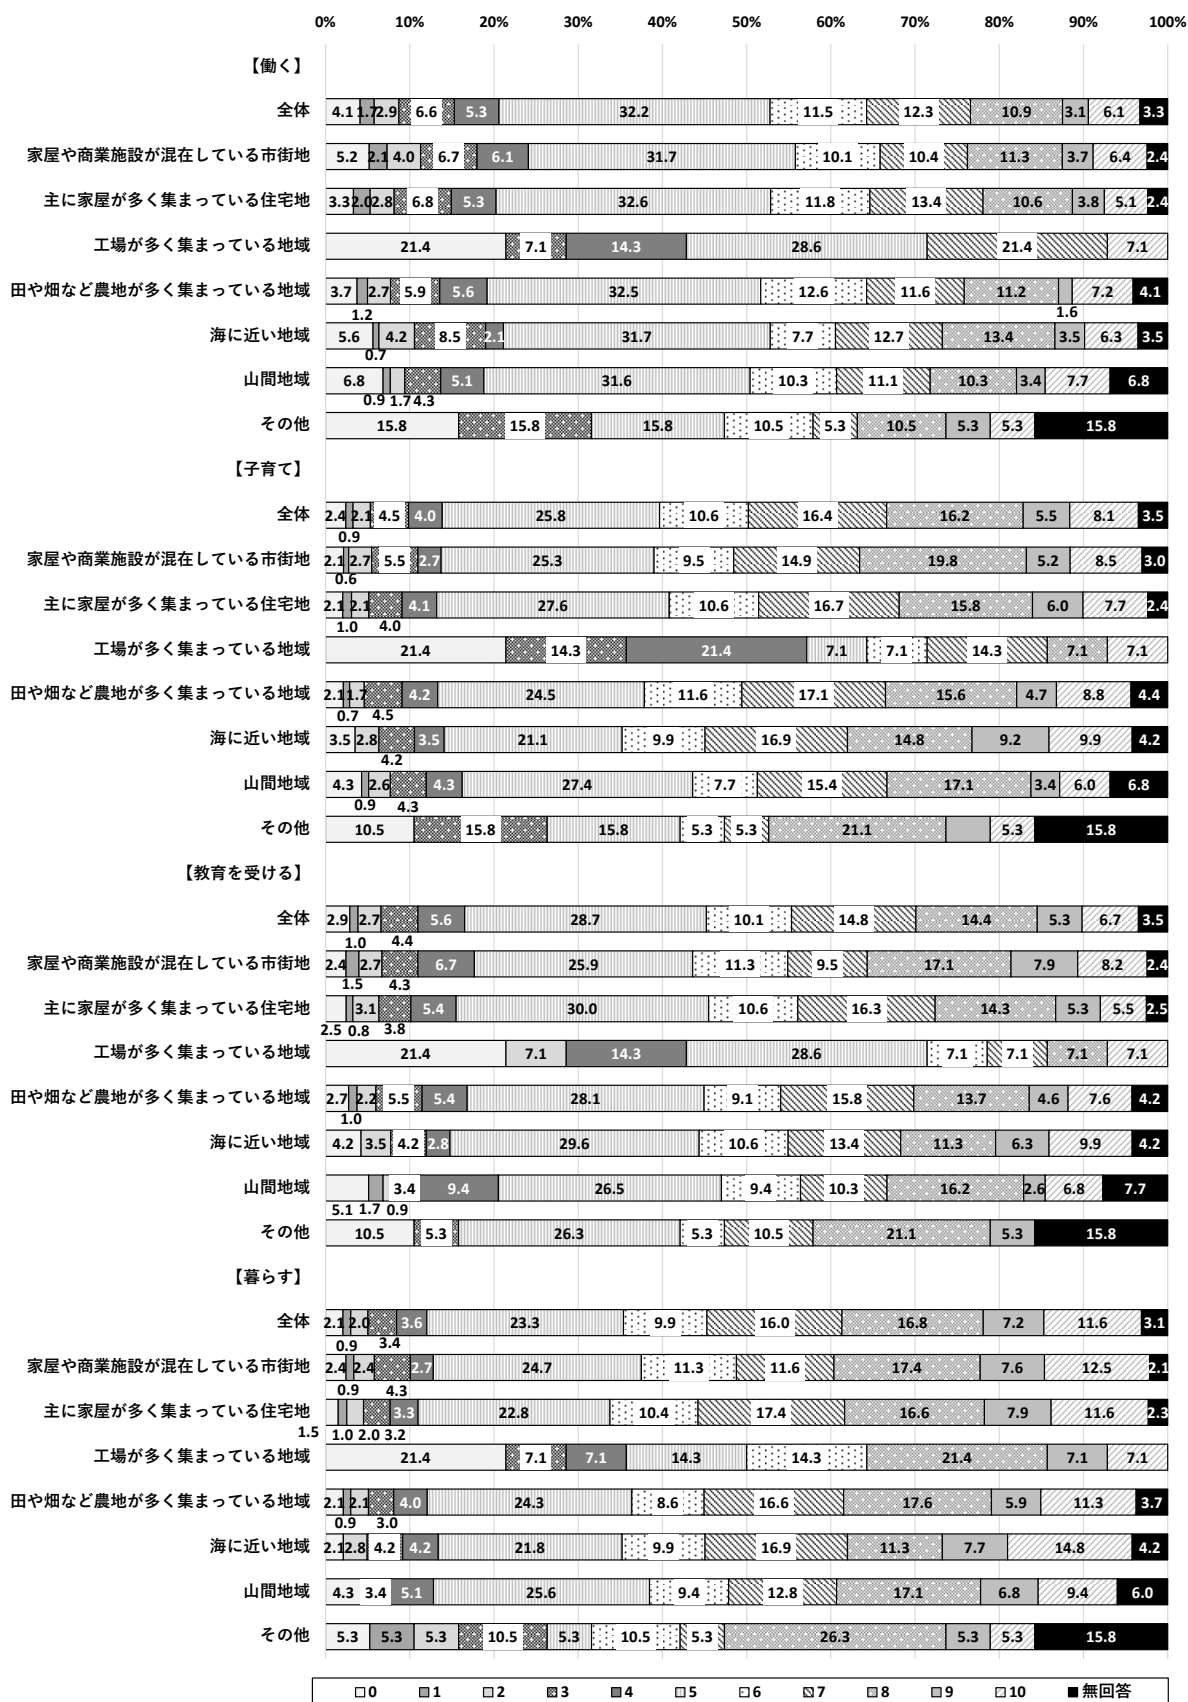 0% 10% 20% 30% 40% 50% 60% 70% 80% 90% 100%
【働く】
全体 4.1 1.7 2.9 6.6 5.3 32.2 11.5 12.3 10.9 3.1 6.1 3.3
家屋や商業施設が混在している市街地 5.2 2.1 4.0 6.7 6.1 31.7 10.1 10.4 11.3 3.7 6.4 2.4
主に家屋が多く集まっている住宅地 3.3 2.0 2.8 6.8 5.3 32.6 11.8 13.4 10.6 3.8 5.1 2.4
工場が多く集まっている地域 21.4 7.1 14.3 28.6 21.4 7.1
田や畑など農地が多く集まっている地域 3.7 2.7 5.9 5.6 32.5 12.6 11.6 11.2 7.2 4.1
1.2 1.6
海に近い地域 5.6 4.2 8.5 2.1 31.7 7.7 12.7 13.4 3.5 6.3 3.5
0.7
山間地域 6.8 5.1 31.6 10.3 11.1 10.3 3.4 7.7 6.8
0.9 1.7 4.3
その他 15.8 15.8 15.8 10.5 5.3 10.5 5.3 5.3 15.8
【子育て】
全体 2.4 2.1 4.5 4.0 25.8 10.6 16.4 16.2 5.5 8.1 3.5
0.9
家屋や商業施設が混在している市街地 2.1 2.7 5.5 2.7 25.3 9.5 14.9 19.8 5.2 8.5 3.0
0.6
主に家屋が多く集まっている住宅地 2.1 2.1 4.1 27.6 10.6 16.7 15.8 6.0 7.7 2.4
1.0 4.0
工場が多く集まっている地域 21.4 14.3 21.4 7.1 7.1 14.3 7.1 7.1
田や畑など農地が多く集まっている地域 2.1 1.7 4.2 24.5 11.6 17.1 15.6 4.7 8.8 4.4
0.7 4.5
海に近い地域 3.5 2.8 3.5 21.1 9.9 16.9 14.8 9.2 9.9 4.2
4.2
山間地域 4.3 2.6 4.3 27.4 7.7 15.4 17.1 3.4 6.0 6.8
0.9 4.3
その他 10.5 15.8 15.8 5.3 5.3 21.1 5.3 15.8
【教育を受ける】
全体 2.9 2.7 5.6 28.7 10.1 14.8 14.4 5.3 6.7 3.5
1.0 4.4
家屋や商業施設が混在している市街地 2.4 2.7 6.7 25.9 11.3 9.5 17.1 7.9 8.2 2.4
1.5 4.3
主に家屋が多く集まっている住宅地 3.1 5.4 30.0 10.6 16.3 14.3 5.3 5.5 2.5
2.5 0.8 3.8
工場が多く集まっている地域 21.4 7.1 14.3 28.6 7.1 7.1 7.1 7.1
田や畑など農地が多く集まっている地域 2.7 2.2 5.5 5.4 28.1 9.1 15.8 13.7 4.6 7.6 4.2
1.0
海に近い地域 4.2 3.5 4.2 2.8 29.6 10.6 13.4 11.3 6.3 9.9 4.2
山間地域 3.4 9.4 26.5 9.4 10.3 16.2 2.6 6.8 7.7
5.1 1.7 0.9
その他 10.5 5.3 26.3 5.3 10.5 21.1 5.3 15.8
【暮らす】
全体 2.1 2.0 3.6 23.3 9.9 16.0 16.8 7.2 11.6 3.1
0.9 3.4
家屋や商業施設が混在している市街地 2.4 2.4 2.7 24.7 11.3 11.6 17.4 7.6 12.5 2.1
0.9 4.3
主に家屋が多く集まっている住宅地 3.3 22.8 10.4 17.4 16.6 7.9 11.6 2.3
1.5 1.0 2.0 3.2
工場が多く集まっている地域 21.4 7.1 7.1 14.3 14.3 21.4 7.1 7.1
田や畑など農地が多く集まっている地域 2.1 2.1 4.0 24.3 8.6 16.6 17.6 5.9 11.3 3.7
0.9 3.0
海に近い地域 2.1 2.8 4.2 4.2 21.8 9.9 16.9 11.3 7.7 14.8 4.2
山間地域 4.3 3.4 5.1 25.6 9.4 12.8 17.1 6.8 9.4 6.0
その他 5.3 5.3 5.3 10.5 5.3 10.5 5.3 26.3 5.3 5.3 15.8
0 1 2 3 4 5 6 7 8 9 10 無回答